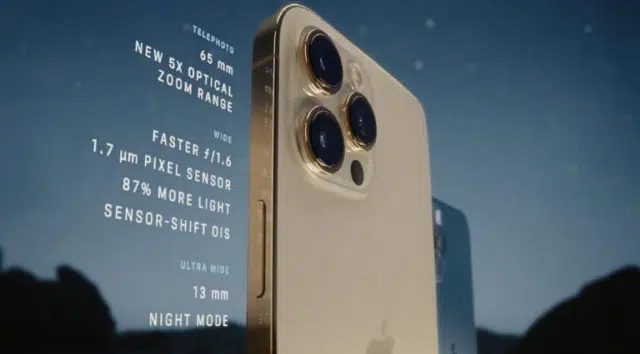 TELEPHOTO
65 mm
NEW 5X OPTICAL
ZOOM RANGE
WIDE
FASTER ƒ/1.6
1.7 µm PIXEL SENSOR
87% MORE LIGHT
SENSOR-SHIFT OIS
ULTRA WIDE
13 mm
NIGHT MODE